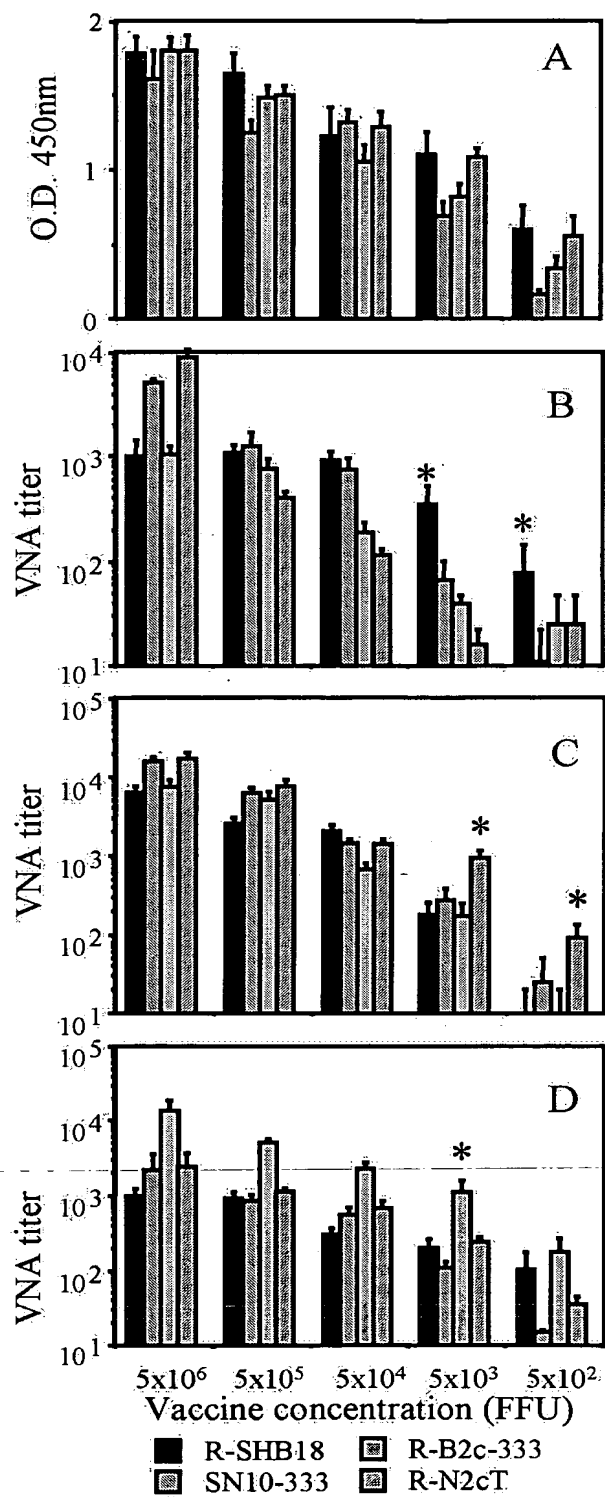 2
A
1
O.D. 450nm
0
10⁴
B
10³
*
*
VNA titer
10²
10¹
10⁵
C
10⁴
*
VNA titer
10³
*
10²
10¹
10⁵
D
10⁴
*
VNA titer
10³
10²
10¹
5x10⁶ 5x10⁵ 5x10⁴ 5x10³ 5x10²
Vaccine concentration (FFU)
R-SHB18 R-B2c-333
SN10-333 R-N2cT